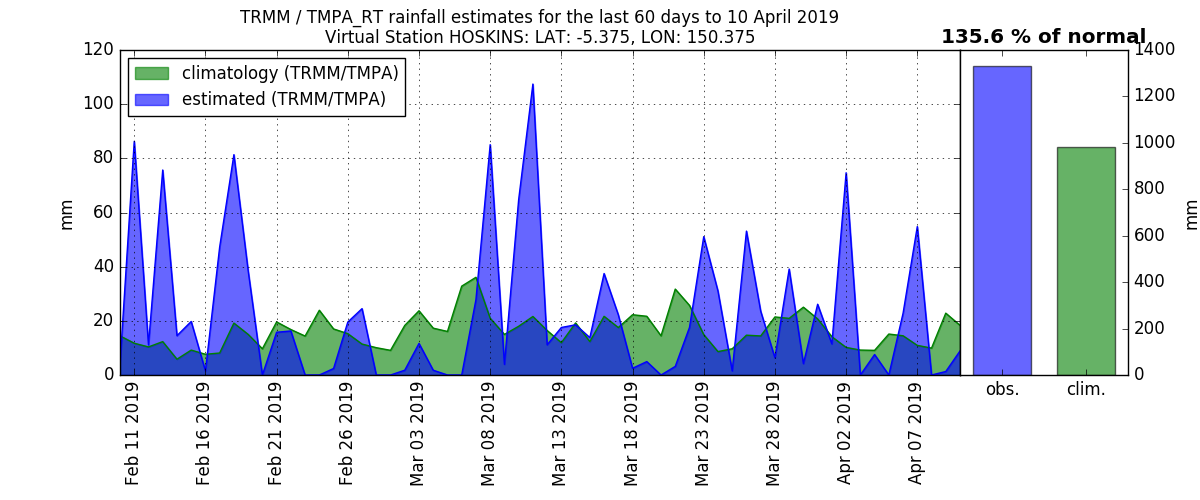 TRMM / TMPA_RT rainfall estimates for the last 60 days to 10 April 2019
Virtual Station HOSKINS: LAT: -5.375, LON: 150.375
135.6 % of normal
climatology (TRMM/TMPA)
estimated (TRMM/TMPA)
mm
120
100
80
60
40
20
0
Feb 11 2019
Feb 16 2019
Feb 21 2019
Feb 26 2019
Mar 03 2019
Mar 08 2019
Mar 13 2019
Mar 18 2019
Mar 23 2019
Mar 28 2019
Apr 02 2019
Apr 07 2019
obs.
clim.
1400
1200
1000
800
600
400
200
0
mm